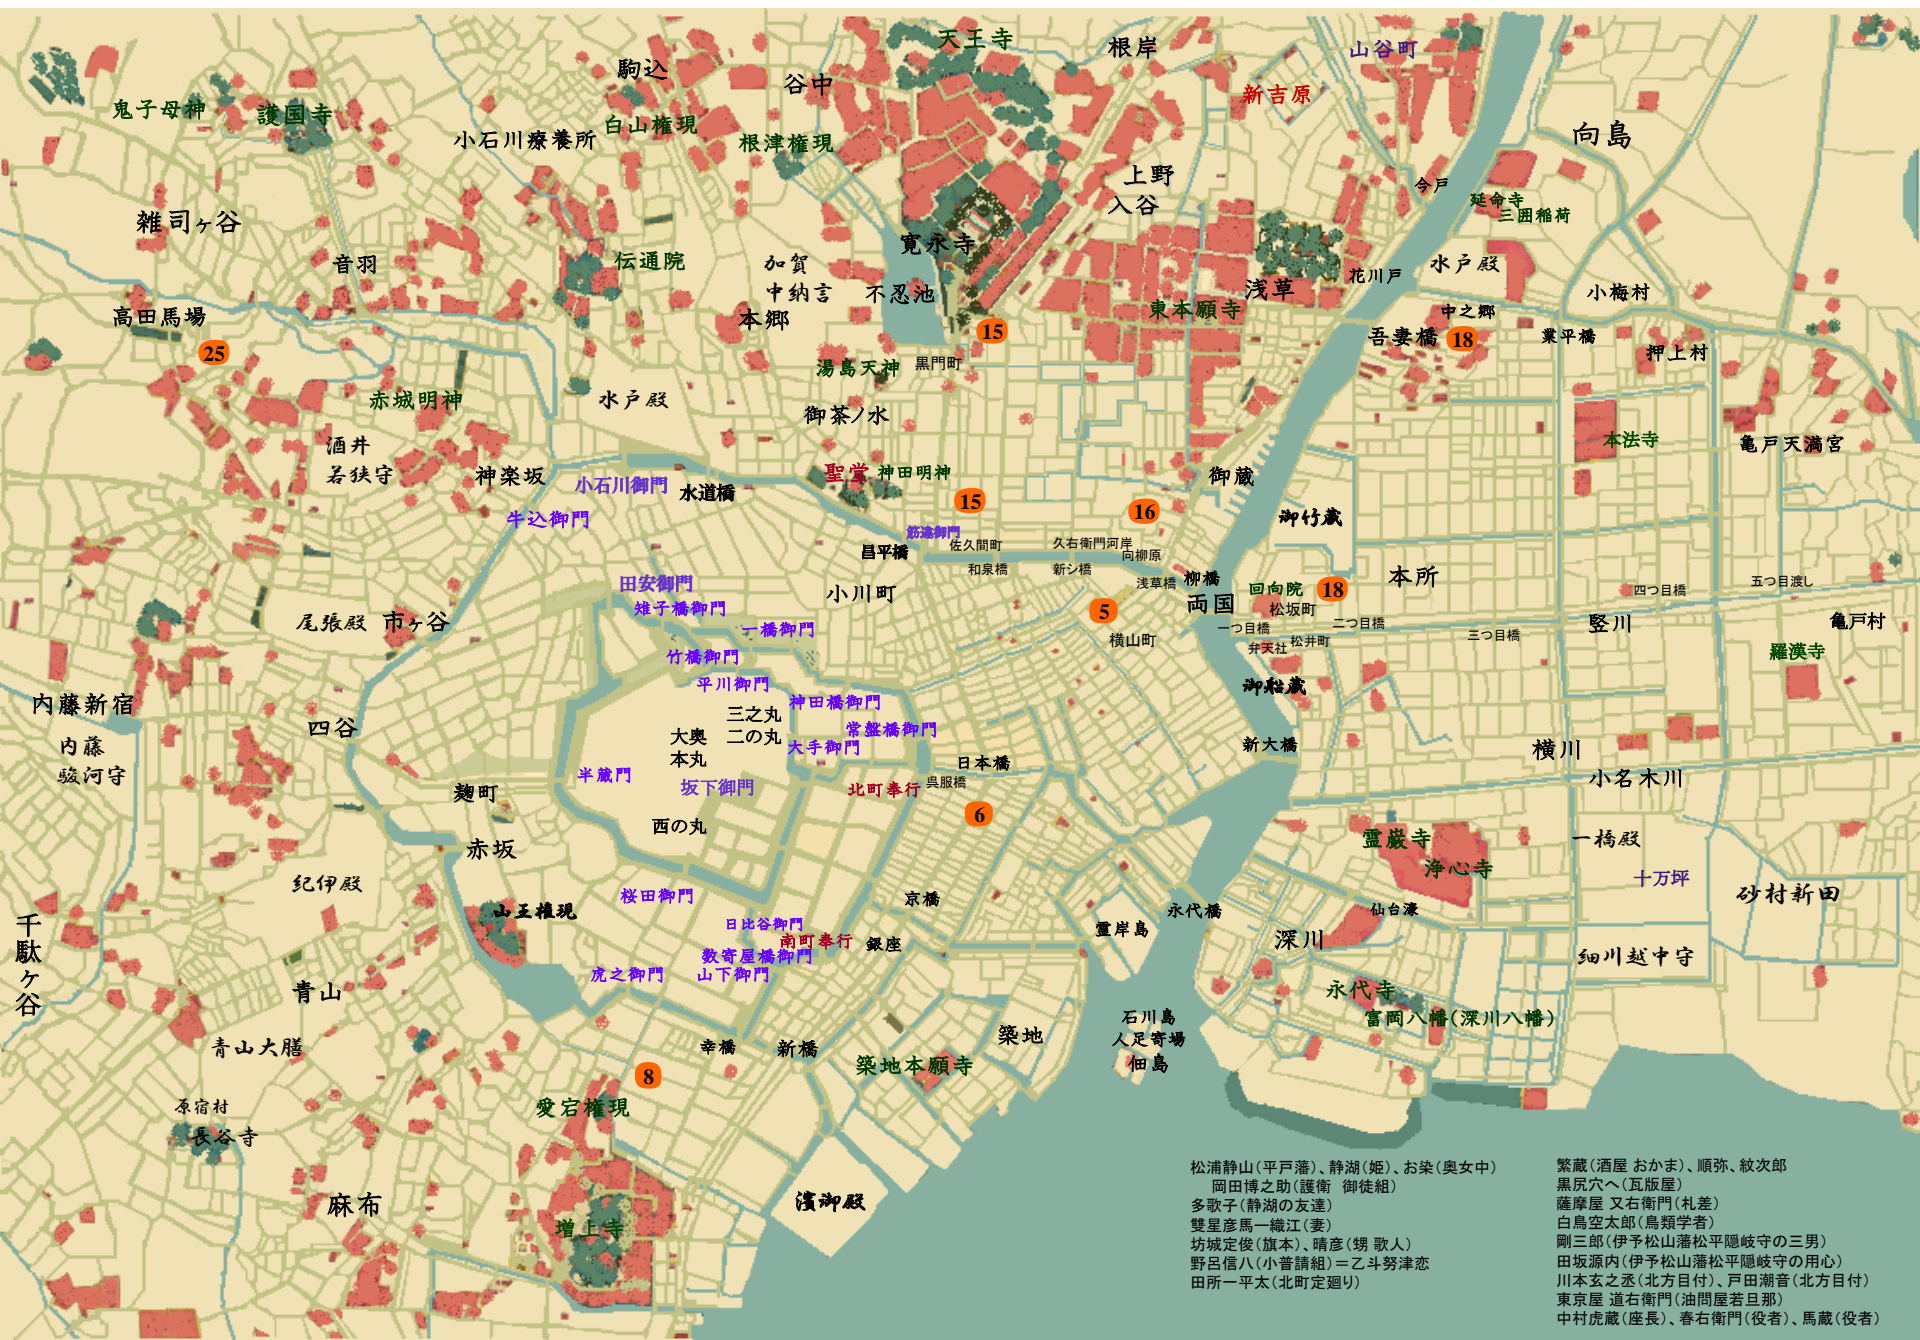 天王寺
根岸
山谷町
駒込
谷中
新吉原
鬼子母神
護国寺
白山権現
小石川療養所
根津権現
向島
上野
入谷
今戸
延命寺
三囲稲荷
雑司ヶ谷
音羽
伝通院
加賀
中納言
寛永寺
不忍池
本郷
浅草
花川戸
水戸殿
小梅村
高田馬場
東本願寺
中之郷
吾妻橋
18
業平橋
押上村
25
15
湯島天神
黒門町
赤城明神
水戸殿
御茶ノ水
酒井
若狭守
神楽坂
小石川御門
水道橋
聖堂
神田明神
御蔵
本法寺
亀戸天満宮
牛込御門
15
16
御竹蔵
筋違御門
昌平橋
佐久間町
和泉橋
久右衛門河岸
新シ橋
向柳原
浅草橋
柳橋
両国
回向院
18
本所
四つ目橋
五つ目渡し
田安御門
雉子橋御門
小川町
5
松坂町
尾張殿
市ヶ谷
一橋御門
横山町
一つ目橋
二つ目橋
三つ目橋
竪川
亀戸村
弁天社
松井町
羅漢寺
竹橋御門
平川御門
御船蔵
内藤新宿
神田橋御門
四谷
三之丸
二の丸
大奥
本丸
常盤橋御門
大手御門
内藤
駿河守
新大橋
横川
小名木川
半蔵門
坂下御門
日本橋
北町奉行
呉服橋
麹町
6
西の丸
赤坂
霊巌寺
浄心寺
一橋殿
十万坪
砂村新田
紀伊殿
桜田御門
京橋
山王権現
日比谷御門
南町奉行
銀座
霊岸島
永代橋
仙台濠
深川
細川越中守
千駄ヶ谷
数寄屋橋御門
虎之御門
山下御門
青山
永代寺
富岡八幡(深川八幡)
青山大膳
幸橋
新橋
築地
石川島
人足寄場
佃島
8
築地本願寺
愛宕権現
原宿村
長谷寺
麻布
増上寺
濱御殿
松浦静山(平戸藩)、静湖(姫)、お染(奥女中)
岡田博之助(護衛 御徒組)
多歌子(静湖の友達)
雙星彦馬―織江(妻)
坊城定俊(旗本)、晴彦(甥 歌人)
野呂信八(小普請組)=乙斗努津恋
田所一平太(北町定廻り)
繁蔵(酒屋 おかま)、順弥、紋次郎
黒尻穴へ(瓦版屋)
薩摩屋 又右衛門(札差)
白鳥空太郎(鳥類学者)
剛三郎(伊予松山藩松平隠岐守の三男)
田坂源内(伊予松山藩松平隠岐守の用心)
川本玄之丞(北方目付)、戸田潮音(北方目付)
東京屋 道右衛門(油問屋若旦那)
中村虎蔵(座長)、春右衛門(役者)、馬蔵(役者)